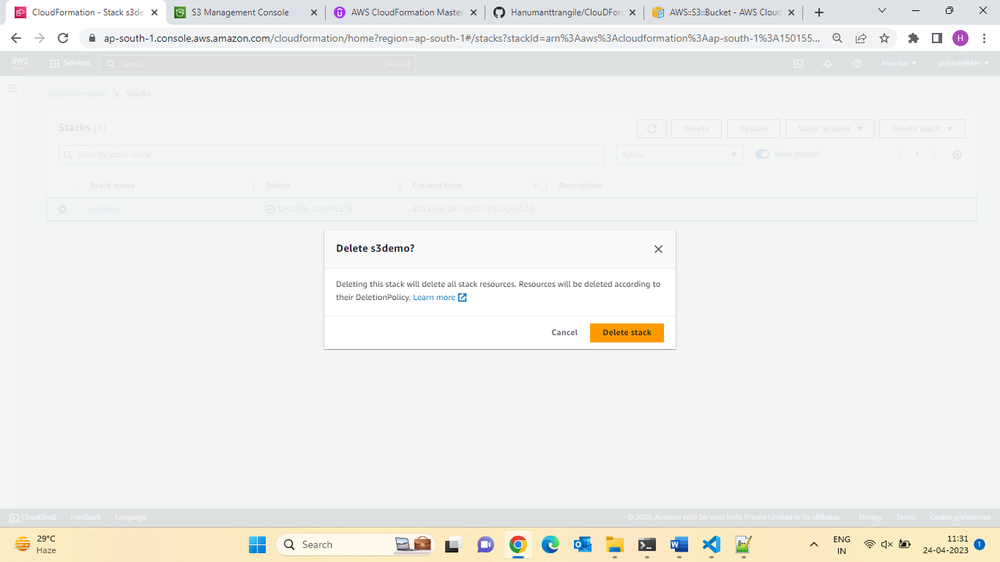 CloudFormation - Stack s3de
S3 Management Console
AWS CloudFormation Master
Hanumanttrangile/ClouDForm
AWS::S3::Bucket - AWS Cloud
ap-south-1.console.aws.amazon.com/cloudformation/home?region=ap-south-1#/stacks?stackId=arn%3Aaws%3Acloudformation%3Aap-south-1%3A150155...
H
aws
Services
Search
[Alt+S]
Mumbai
JAIShreeRAM
CloudFormation
Stacks
Stacks (1)
Delete
Update
Stack actions
Create stack
Filter by stack name
Active
View nested
1
Stack name
Status
Created time
Description
s3demo
UPDATE_COMPLETE
2023-04-24 11:05:10 UTC+0530
-
Delete s3demo?
Deleting this stack will delete all stack resources. Resources will be deleted according to
their DeletionPolicy. Learn more
Cancel
Delete stack
CloudShell
Feedback
Language
© 2023, Amazon Web Services India Private Limited or its affiliates.
Privacy
Terms
Cookie preferences
29°C
Haze
Search
ENG
IN
11:31
24-04-2023
1